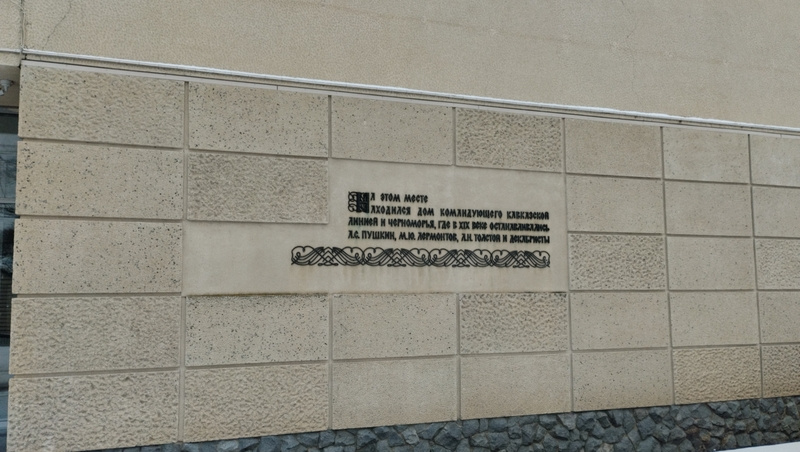 На этом месте
находился дом командующего Кавказской
линией и Черноморья, где в XIX веке останавливались
А.С. Пушкин, М.Ю. Лермонтов, Л.Н. Толстой и декабристы